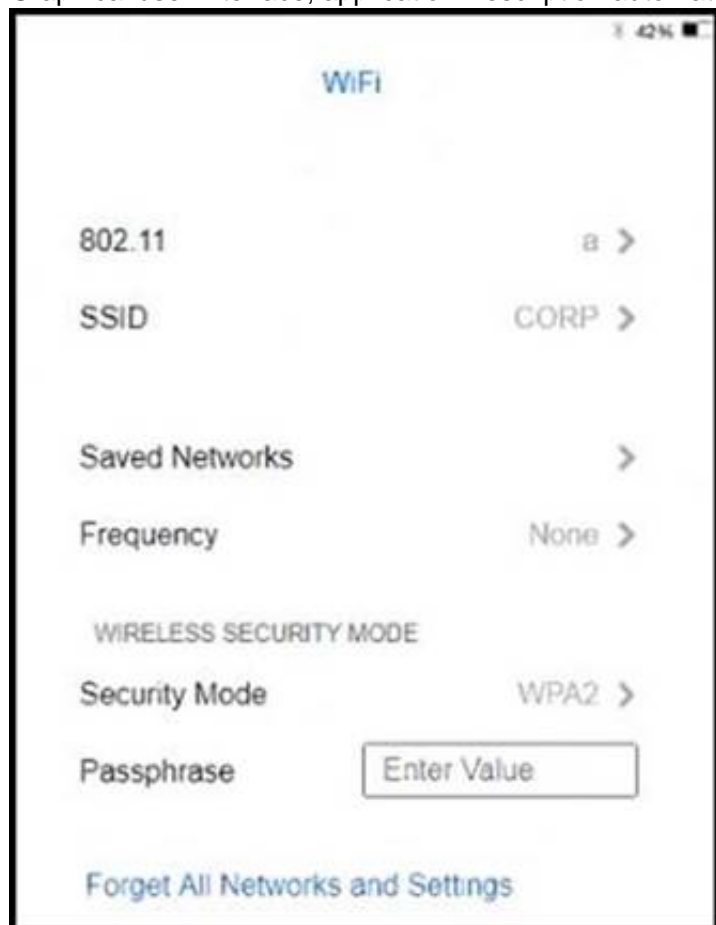 42%
WiFi
802.11 a >
SSID CORP >
Saved Networks >
Frequency None >
WIRELESS SECURITY MODE
Security Mode WPA2 >
Passphrase Enter Value
Forget All Networks and Settings